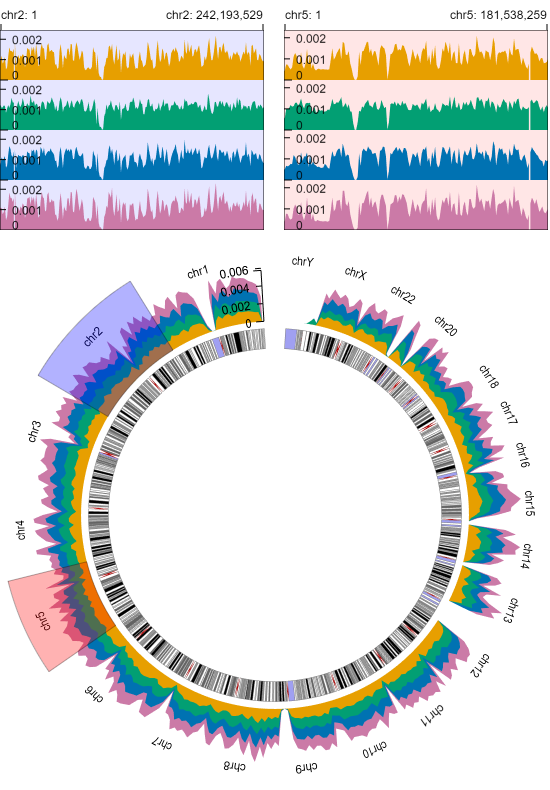 chr2: 1 chr2: 242,193,529 chr5: 1 chr5: 181,538,259
0.002 0.002
0.001 0.001
0 0
0.002 0.002
0.001 0.001
0 0
0.002 0.002
0.001 0.001
0 0
0.002 0.002
0.001 0.001
0 0
chr1
0.006
0.004
0.002
0
chrY
chrX
chr22
chr20
chr18
chr17
chr16
chr15
chr14
chr13
chr12
chr11
chr10
chr9
chr8
chr7
chr6
chr5
chr4
chr3
chr2